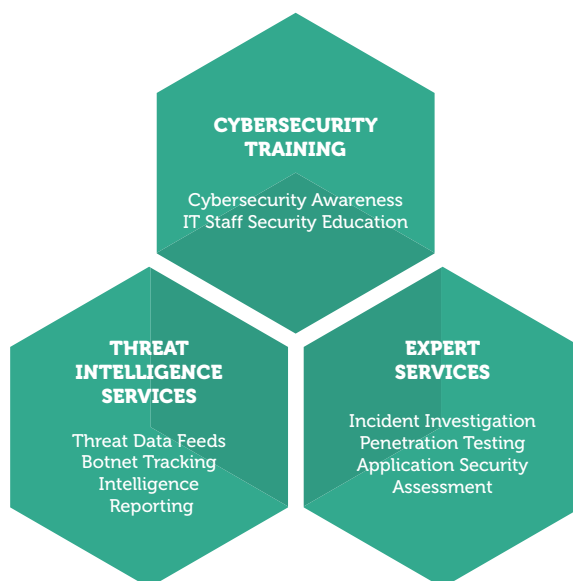 CYBERSECURITY
TRAINING
Cybersecurity Awareness
IT Staff Security Education
THREAT
INTELLIGENCE
SERVICES
Threat Data Feeds
Botnet Tracking
Intelligence
Reporting
EXPERT
SERVICES
Incident Investigation
Penetration Testing
Application Security
Assessment